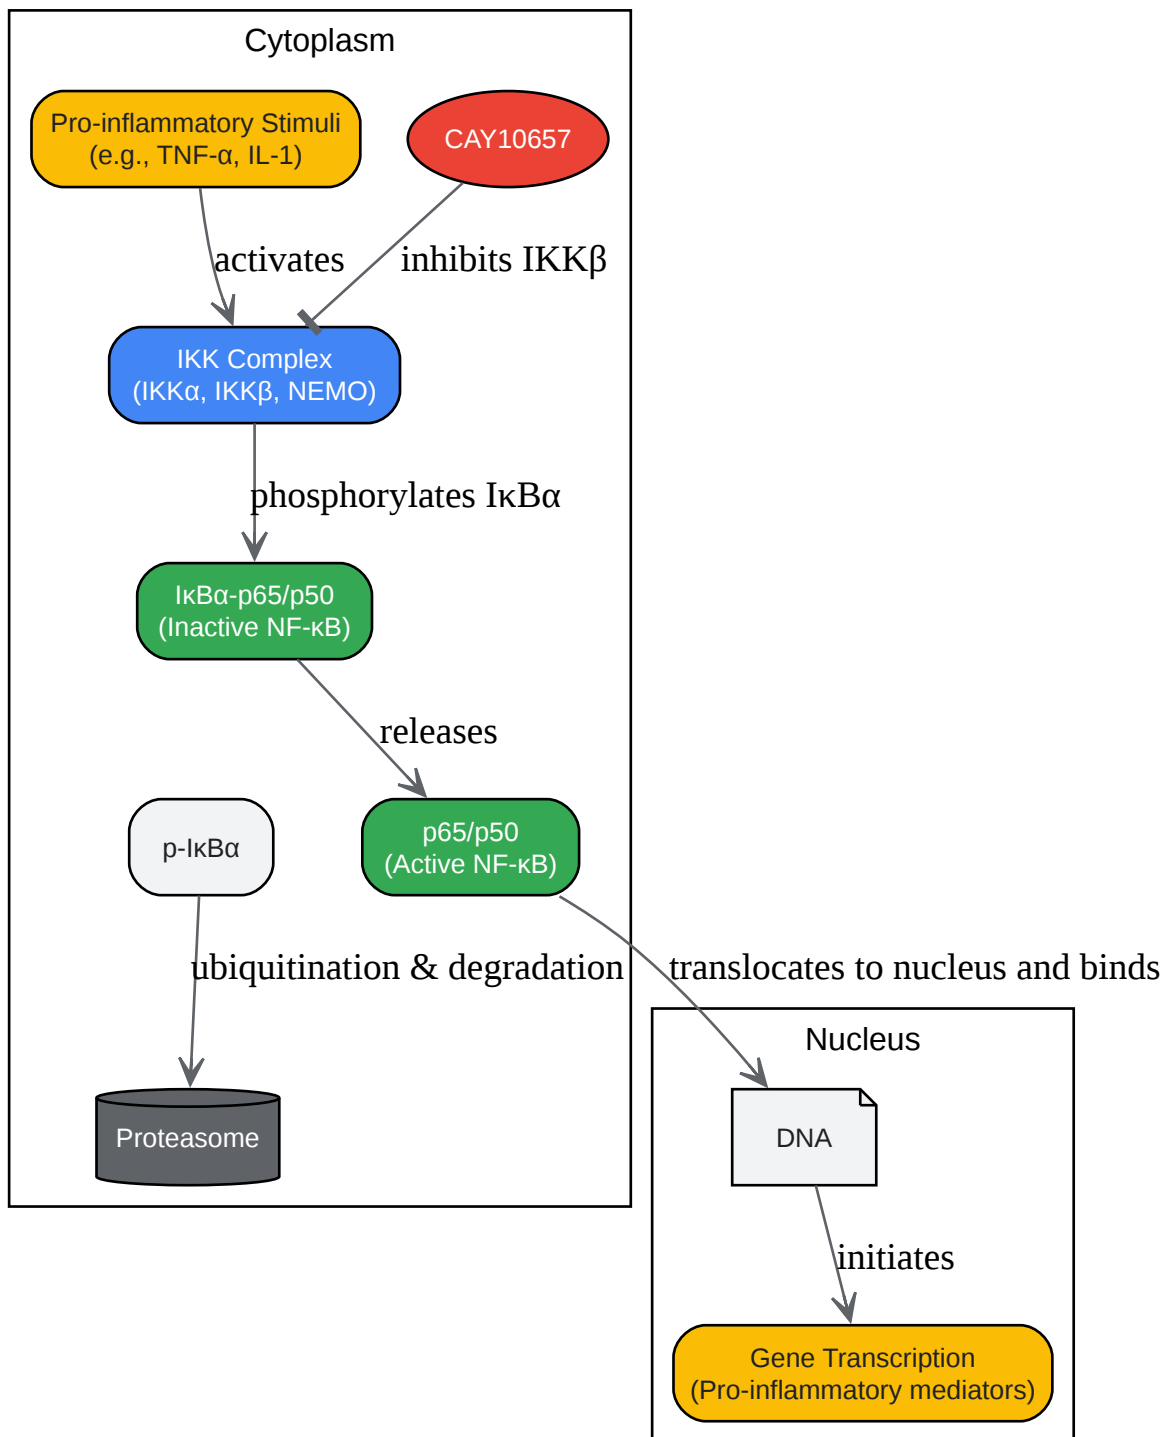 Cytoplasm
Pro-inflammatory Stimuli
(e.g., TNF-α, IL-1)
CAY10657
activates
inhibits IKKβ
IKK Complex
(IKKα, IKKβ, NEMO)
phosphorylates IκBα
IκBα-p65/p50
(Inactive NF-κB)
releases
p-IκBα
p65/p50
(Active NF-κB)
ubiquitination & degradation
translocates to nucleus and binds
Nucleus
Proteasome
DNA
initiates
Gene Transcription
(Pro-inflammatory mediators)